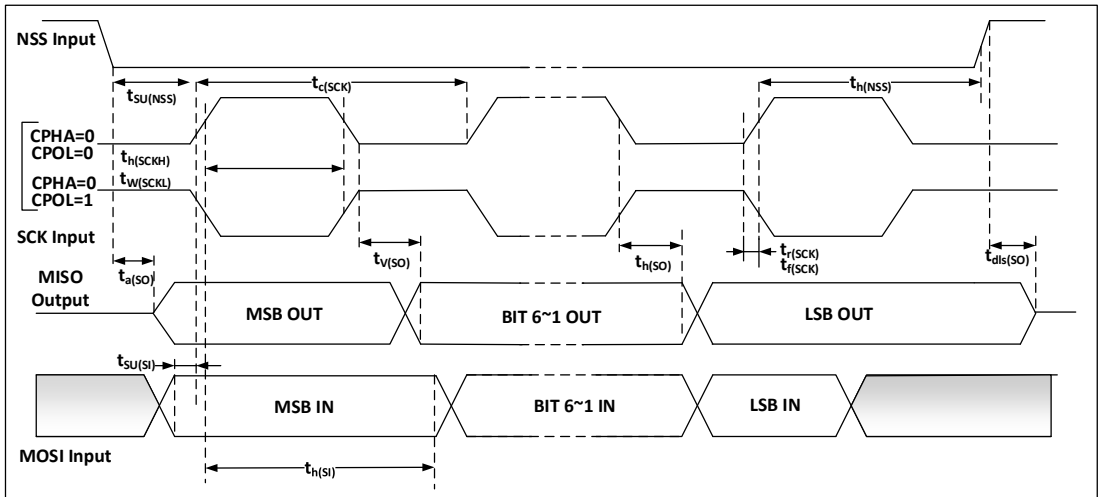 NSS Input
tSU(NSS)
tc(SCK)
th(NSS)
CPHA=0
CPOL=0
th(SCKH)
CPHA=0
tW(SCKL)
CPOL=1
SCK Input
ta(SO)
tV(SO)
th(SO)
tr(SCK)
tf(SCK)
tdls(SO)
MISO
Output
MSB OUT
BIT 6~1 OUT
LSB OUT
tSU(SI)
MSB IN
BIT 6~1 IN
LSB IN
MOSI Input
th(SI)